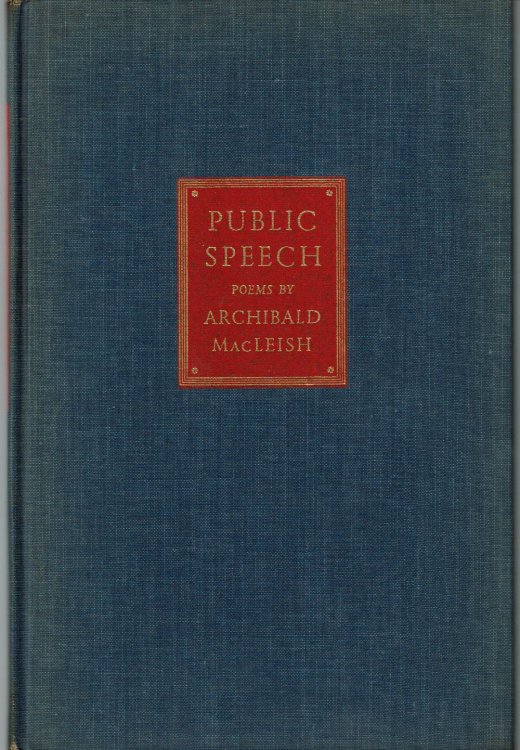 PUBLIC
SPEECH
POEMS BY
ARCHIBALD
MACLEISH